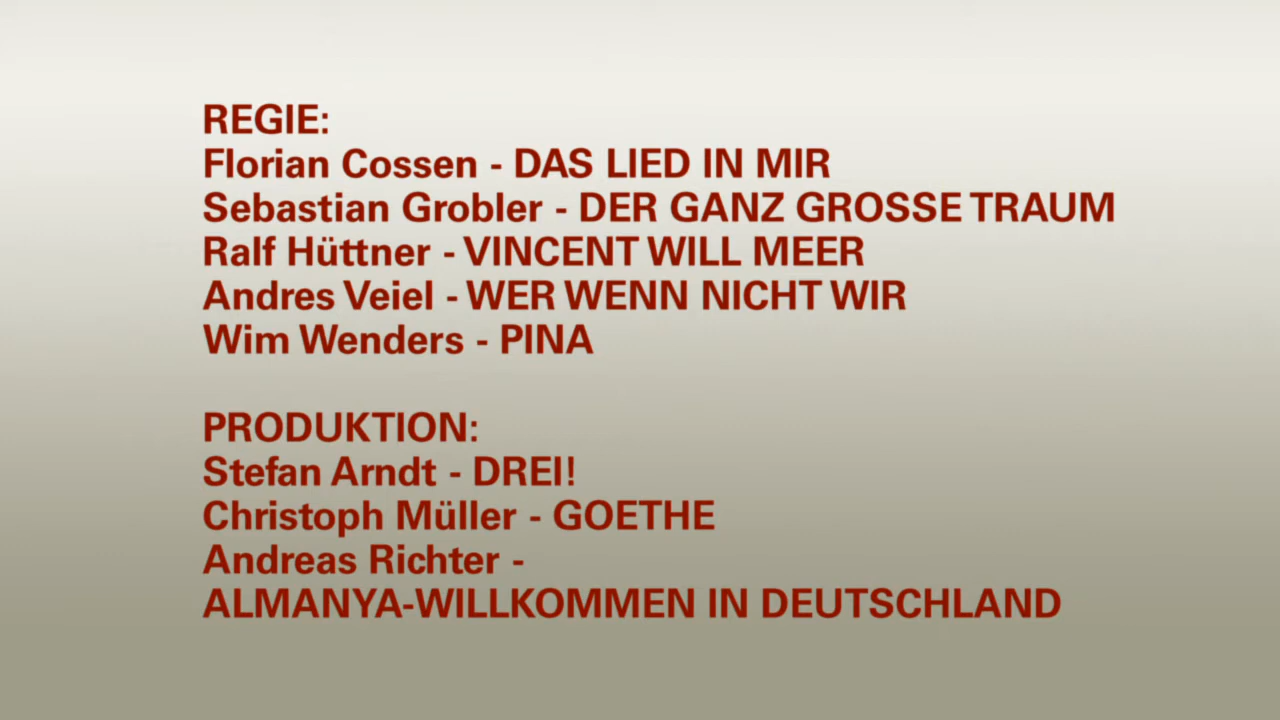 REGIE:
Florian Cossen - DAS LIED IN MIR
Sebastian Grobler - DER GANZ GROSSE TRAUM
Ralf Hüttner - VINCENT WILL MEER
Andres Veiel - WER WENN NICHT WIR
Wim Wenders - PINA
PRODUKTION:
Stefan Arndt - DREI!
Christoph Müller - GOETHE
Andreas Richter -
ALMANYA-WILLKOMMEN IN DEUTSCHLAND